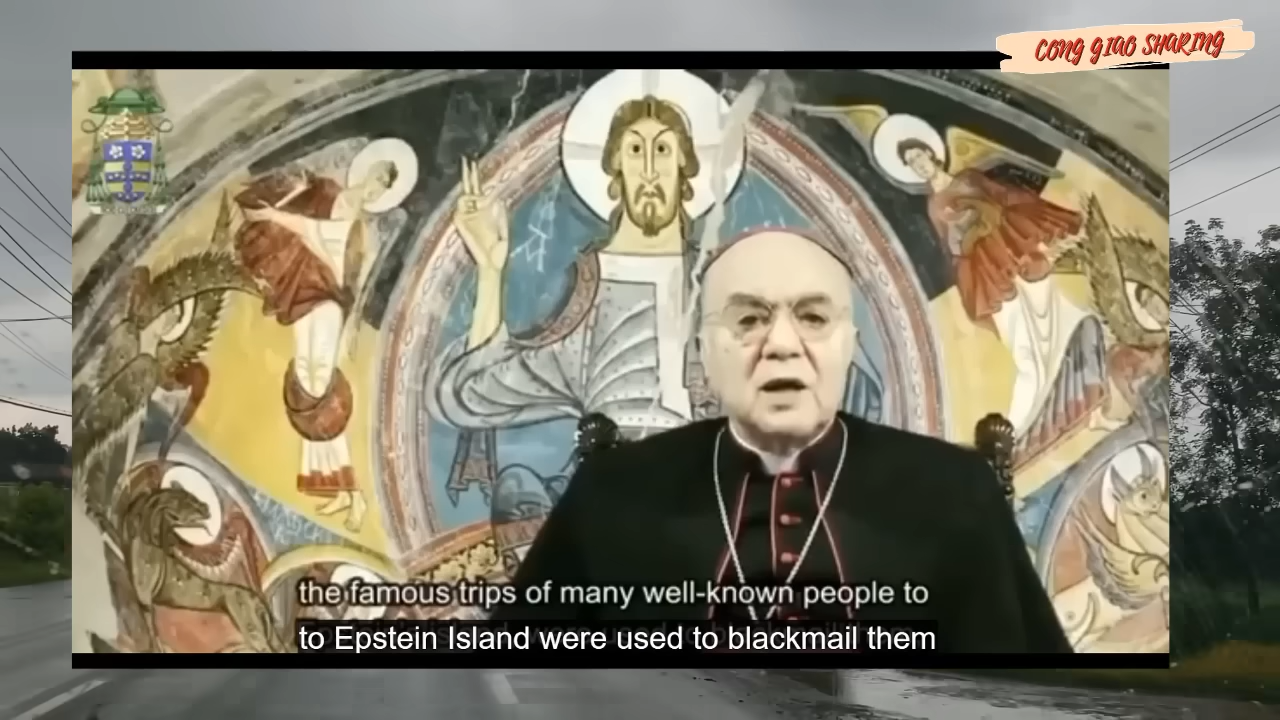 CONG GIAO SHARING
the famous trips of many well-known people to
to Epstein Island were used to blackmail them